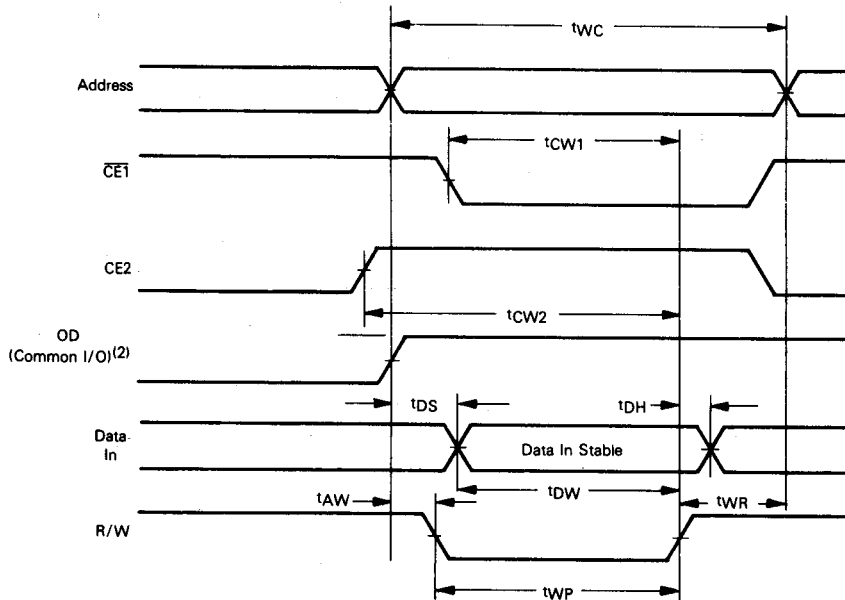 tWC
Address
tCW1
CE1
CE2
tCW2
OD
(Common I/O)(2)
tDS
tDH
Data
In
Data In Stable
tDW
tAW
tWR
R/W
tWP